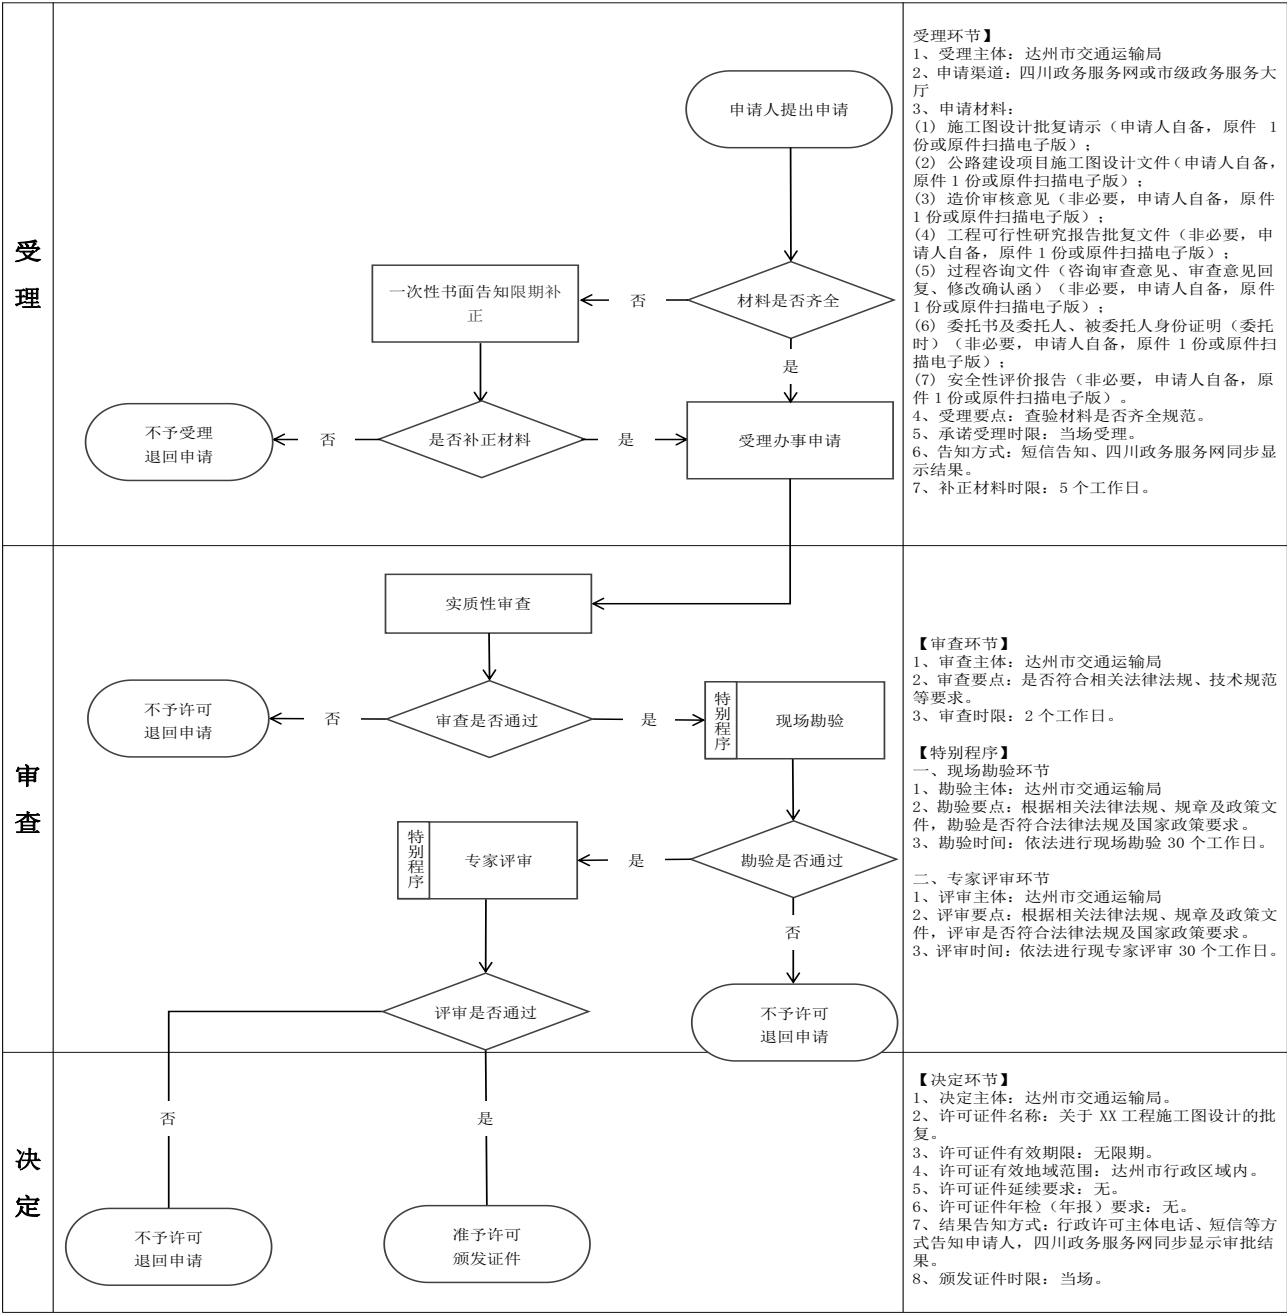 受
理
申请人提出申请
材料是否齐全
否
一次性书面告知限期补
正
是
是否补正材料
否
不予受理
退回申请
是
受理办事申请
受理环节】
1、受理主体：达州市交通运输局
2、申请渠道：四川政务服务网或市级政务服务大
厅
3、申请材料：
(1) 施工图设计批复请示（申请人自备，原件 1
份或原件扫描电子版）；
(2) 公路建设项目施工图设计文件（申请人自备，
原件 1 份或原件扫描电子版）；
(3) 造价审核意见（非必要，申请人自备，原件
1 份或原件扫描电子版）；
(4) 工程可行性研究报告批复文件（非必要，申
请人自备，原件 1 份或原件扫描电子版）；
(5) 过程咨询文件（咨询审查意见、审查意见回
复、修改确认函）（非必要，申请人自备，原件
1 份或原件扫描电子版）；
(6) 委托书及委托人、被委托人身份证明（委托
时）（非必要，申请人自备，原件 1 份或原件扫
描电子版）；
(7) 安全性评价报告（非必要，申请人自备，原
件 1 份或原件扫描电子版）。
4、受理要点：查验材料是否齐全规范。
5、承诺受理时限：当场受理。
6、告知方式：短信告知、四川政务服务网同步显
示结果。
7、补正材料时限：5 个工作日。
审
查
实质性审查
审查是否通过
否
不予许可
退回申请
是
特别程序
现场勘验
勘验是否通过
是
特别程序
专家评审
否
不予许可
退回申请
评审是否通过
【审查环节】
1、审查主体：达州市交通运输局
2、审查要点：是否符合相关法律法规、技术规范
等要求。
3、审查时限：2 个工作日。
【特别程序】
一、现场勘验环节
1、勘验主体：达州市交通运输局
2、勘验要点：根据相关法律法规、规章及政策文
件，勘验是否符合法律法规及国家政策要求。
3、勘验时间：依法进行现场勘验 30 个工作日。
二、专家评审环节
1、评审主体：达州市交通运输局
2、评审要点：根据相关法律法规、规章及政策文
件，评审是否符合法律法规及国家政策要求。
3、评审时间：依法进行现专家评审 30 个工作日。
决
定
否
不予许可
退回申请
是
准予许可
颁发证件
【决定环节】
1、决定主体：达州市交通运输局。
2、许可证件名称：关于 XX 工程施工图设计的批
复。
3、许可证件有效期限：无限期。
4、许可证有效地域范围：达州市行政区域内。
5、许可证件延续要求：无。
6、许可证件年检（年报）要求：无。
7、结果告知方式：行政许可主体电话、短信等方
式告知申请人，四川政务服务网同步显示审批结
果。
8、颁发证件时限：当场。